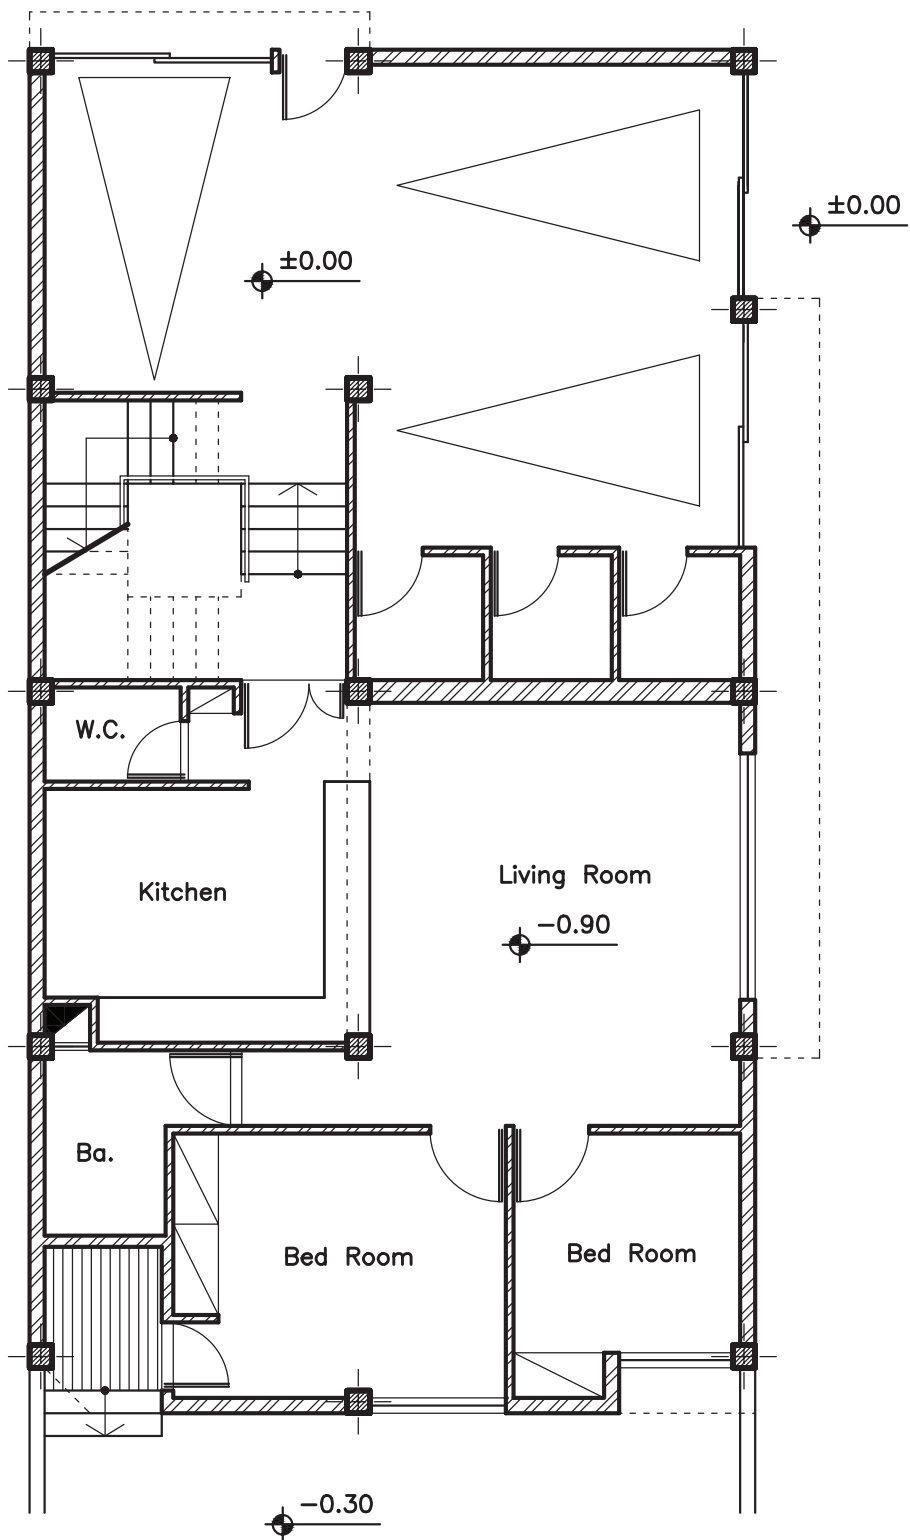 ±0.00
±0.00
W.C.
Living Room
Kitchen
-0.90
Ba.
Bed Room
Bed Room
-0.30